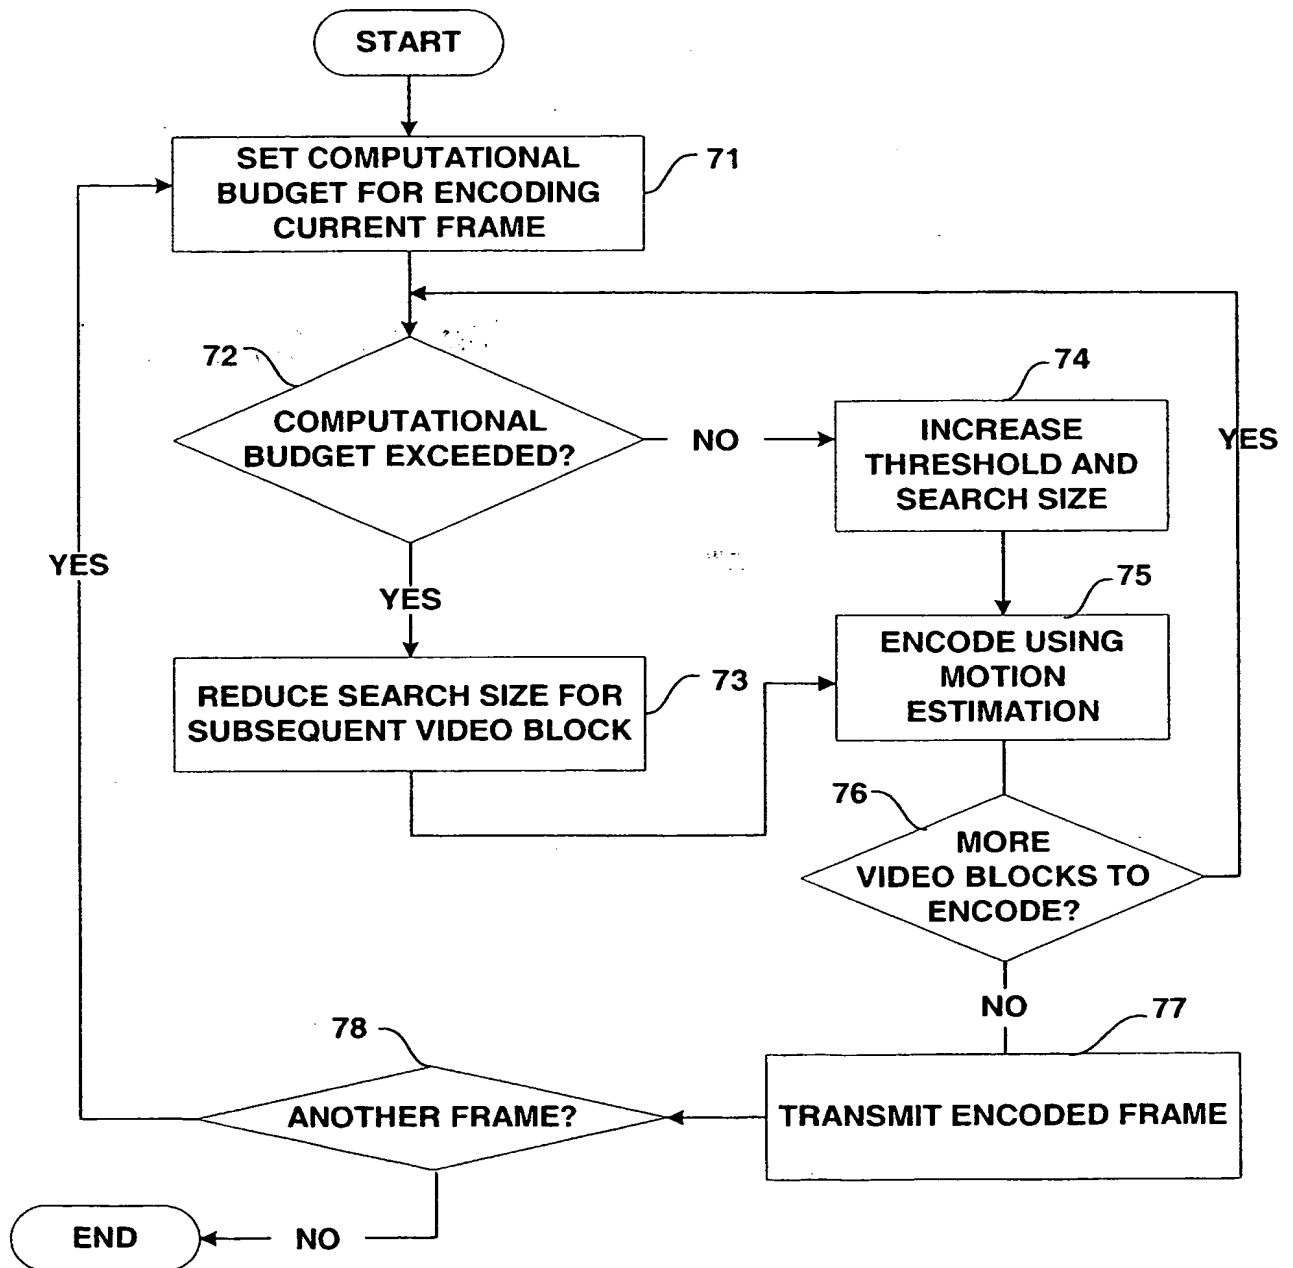 START
SET COMPUTATIONAL
BUDGET FOR ENCODING
CURRENT FRAME
71
72
COMPUTATIONAL
BUDGET EXCEEDED?
NO
74
INCREASE
THRESHOLD AND
SEARCH SIZE
YES
YES
YES
75
ENCODE USING
MOTION
ESTIMATION
REDUCE SEARCH SIZE FOR
SUBSEQUENT VIDEO BLOCK
73
76
MORE
VIDEO BLOCKS TO
ENCODE?
NO
77
TRANSMIT ENCODED FRAME
78
ANOTHER FRAME?
NO
END